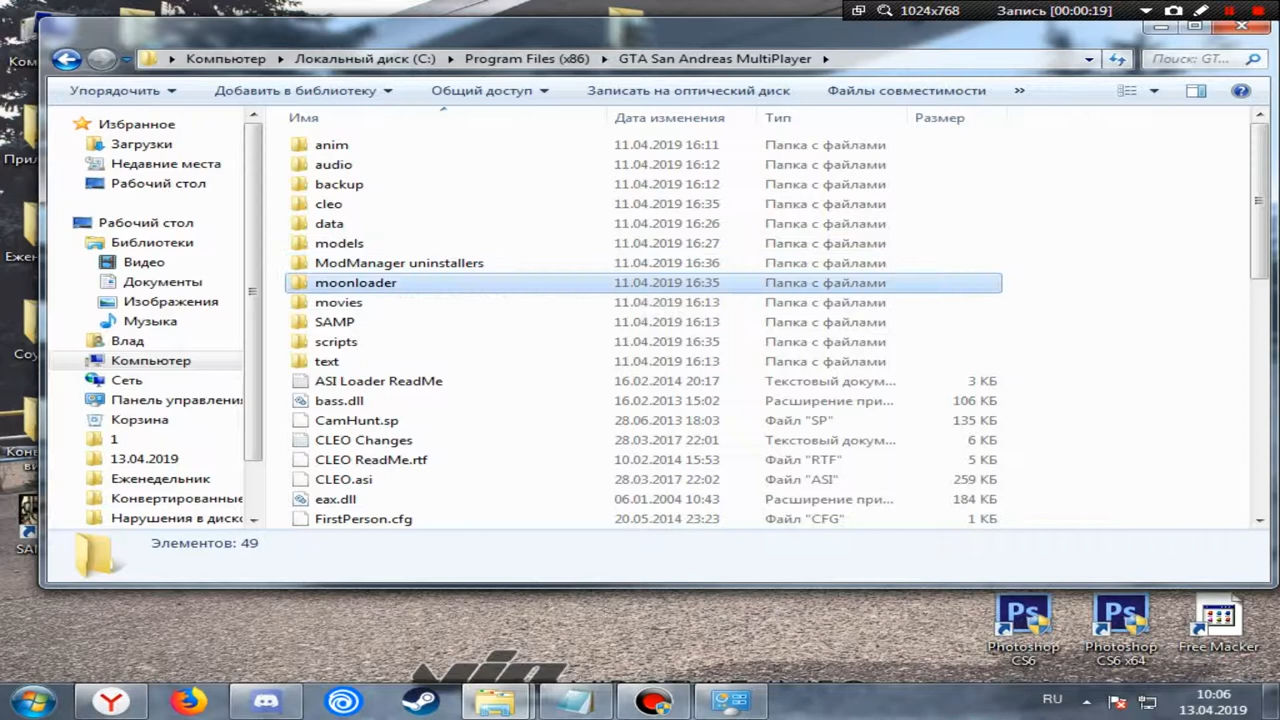 1024x768 Запись [00:00:19]
Компьютер Локальный диск (C:) Program Files (x86) GTA San Andreas MultiPlayer Поиск: GT...
Упорядочить Добавить в библиотеку Общий доступ Записать на оптический диск Файлы совместимости »
Имя Дата изменения Тип Размер
Избранное
Загрузки
Недавние места
Рабочий стол
Рабочий стол
Библиотеки
Видео
Документы
Изображения
Музыка
Влад
Компьютер
Сеть
Панель управлени
Корзина
1
13.04.2019
Еженедельник
Конвертированные
Нарушения в диск
anim 11.04.2019 16:11 Папка с файлами
audio 11.04.2019 16:12 Папка с файлами
backup 11.04.2019 16:12 Папка с файлами
cleo 11.04.2019 16:35 Папка с файлами
data 11.04.2019 16:26 Папка с файлами
models 11.04.2019 16:27 Папка с файлами
ModManager uninstallers 11.04.2019 16:36 Папка с файлами
moonloader 11.04.2019 16:35 Папка с файлами
movies 11.04.2019 16:13 Папка с файлами
SAMP 11.04.2019 16:13 Папка с файлами
scripts 11.04.2019 16:35 Папка с файлами
text 11.04.2019 16:13 Папка с файлами
ASI Loader ReadMe 16.02.2014 20:17 Текстовый докум... 3 КБ
bass.dll 16.02.2013 15:02 Расширение при... 106 КБ
CamHunt.sp 28.06.2013 18:03 Файл "SP" 135 КБ
CLEO Changes 28.03.2017 22:01 Текстовый докум... 6 КБ
CLEO ReadMe.rtf 10.02.2014 15:53 Файл "RTF" 5 КБ
CLEO.asi 28.03.2017 22:02 Файл "ASI" 259 КБ
eax.dll 06.01.2004 10:43 Расширение при... 184 КБ
FirstPerson.cfg 20.05.2014 23:23 Файл "CFG" 1 КБ
Элементов: 49
Photoshop CS6
Photoshop CS6 x64
Free Macker
RU
10:06
13.04.2019